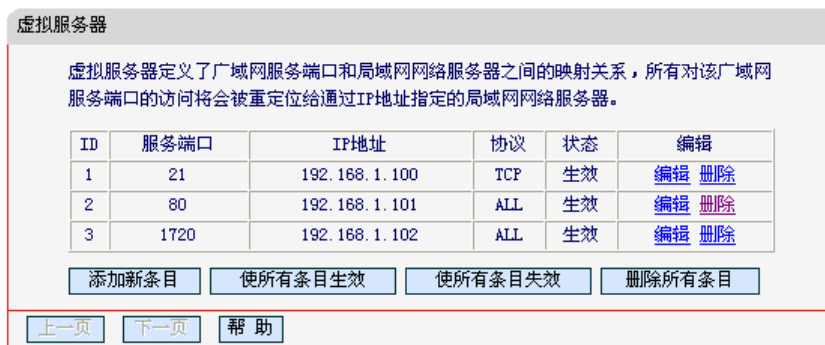 虚拟服务器
虚拟服务器定义了广域网服务端口和局域网网络服务器之间的映射关系，所有对该广域网
服务端口的访问将会被重定位给通过IP地址指定的局域网网络服务器。
ID 服务端口 IP地址 协议 状态 编辑
1 21 192.168.1.100 TCP 生效 编辑 删除
2 80 192.168.1.101 ALL 生效 编辑 删除
3 1720 192.168.1.102 ALL 生效 编辑 删除
添加新条目 使所有条目生效 使所有条目失效 删除所有条目
上一页 下一页 帮 助